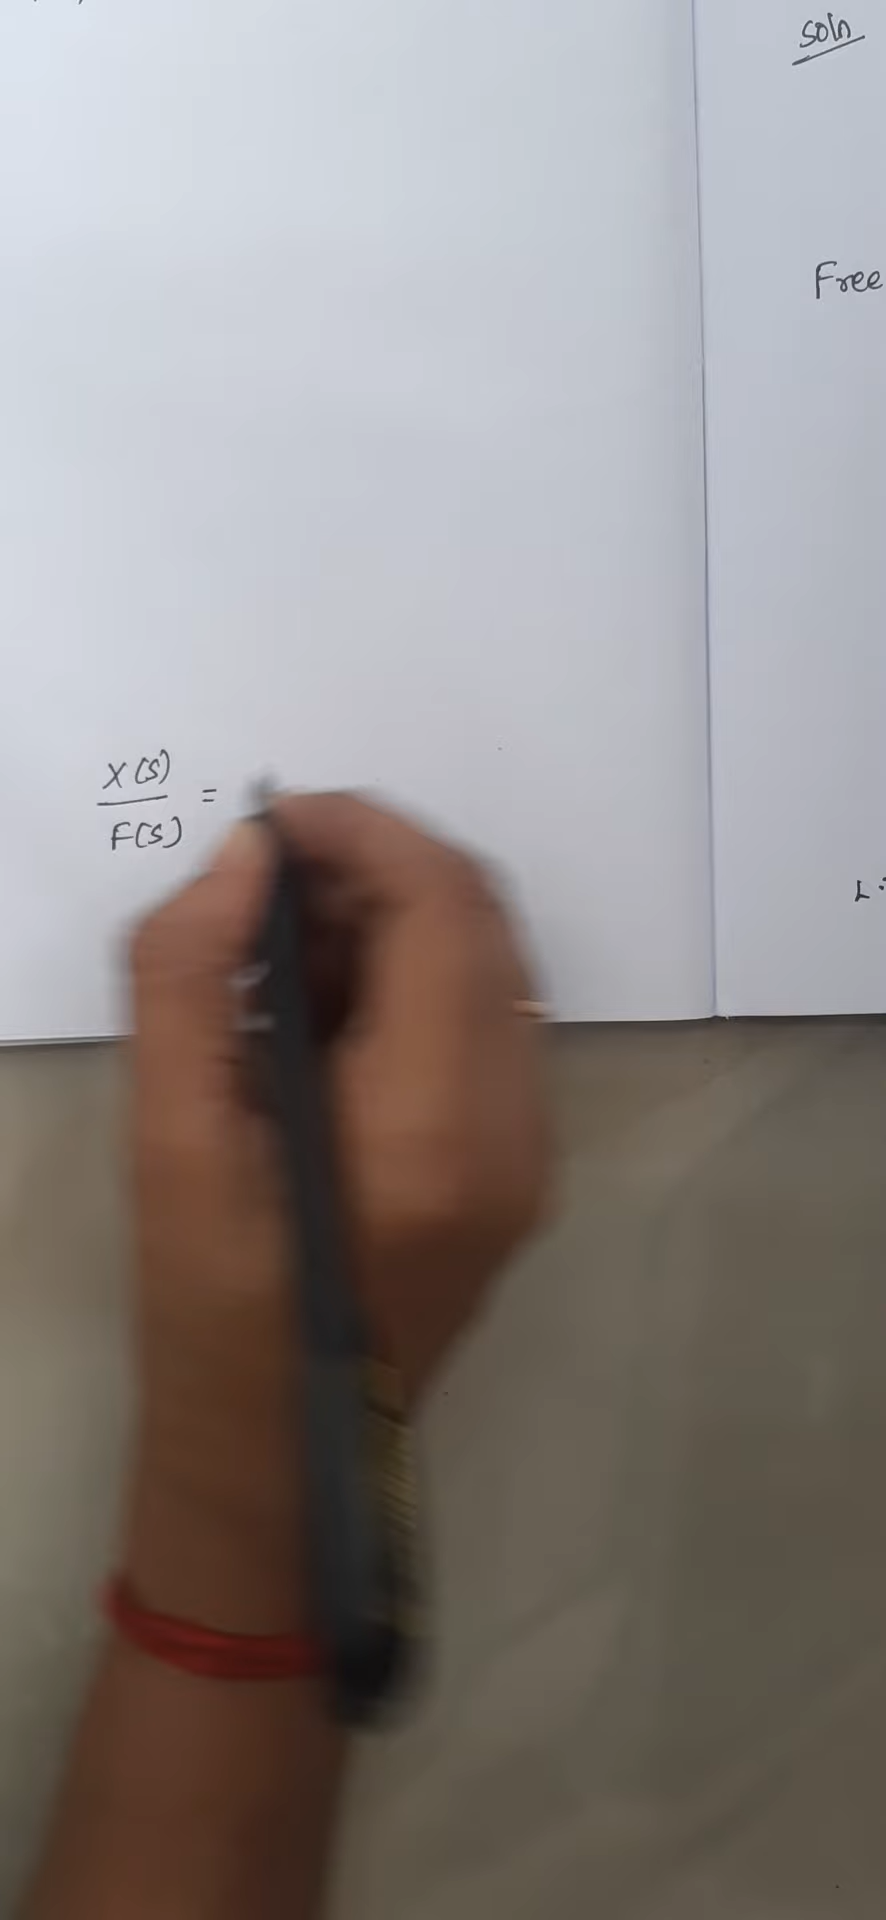 X(s)
F(s) =
soln
Free
L: